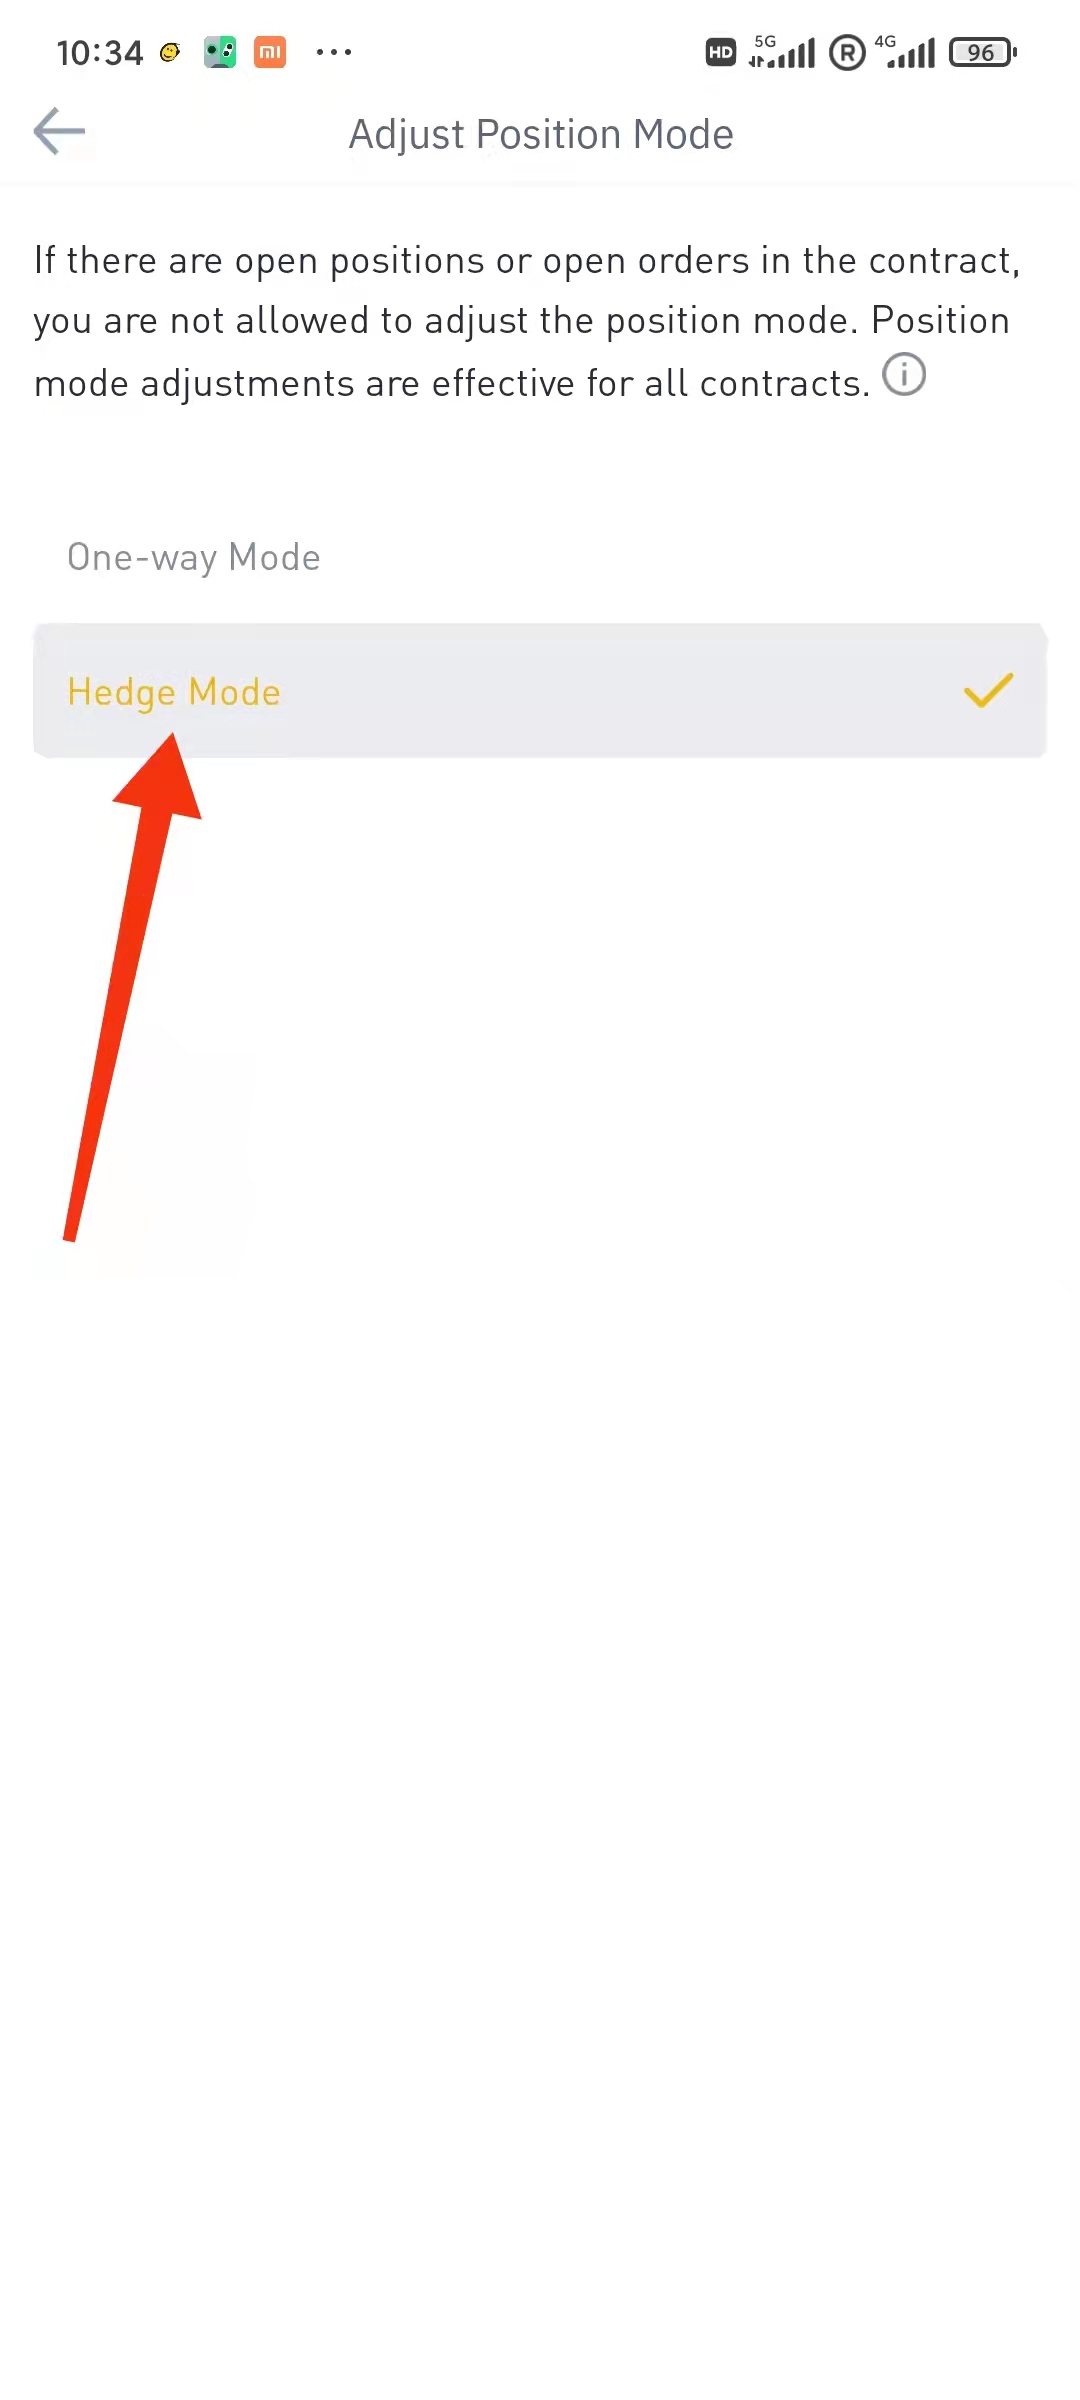 10:34 mi ... HD 5G R 4G 96
Adjust Position Mode
If there are open positions or open orders in the contract,
you are not allowed to adjust the position mode. Position
mode adjustments are effective for all contracts. i
One-way Mode
Hedge Mode